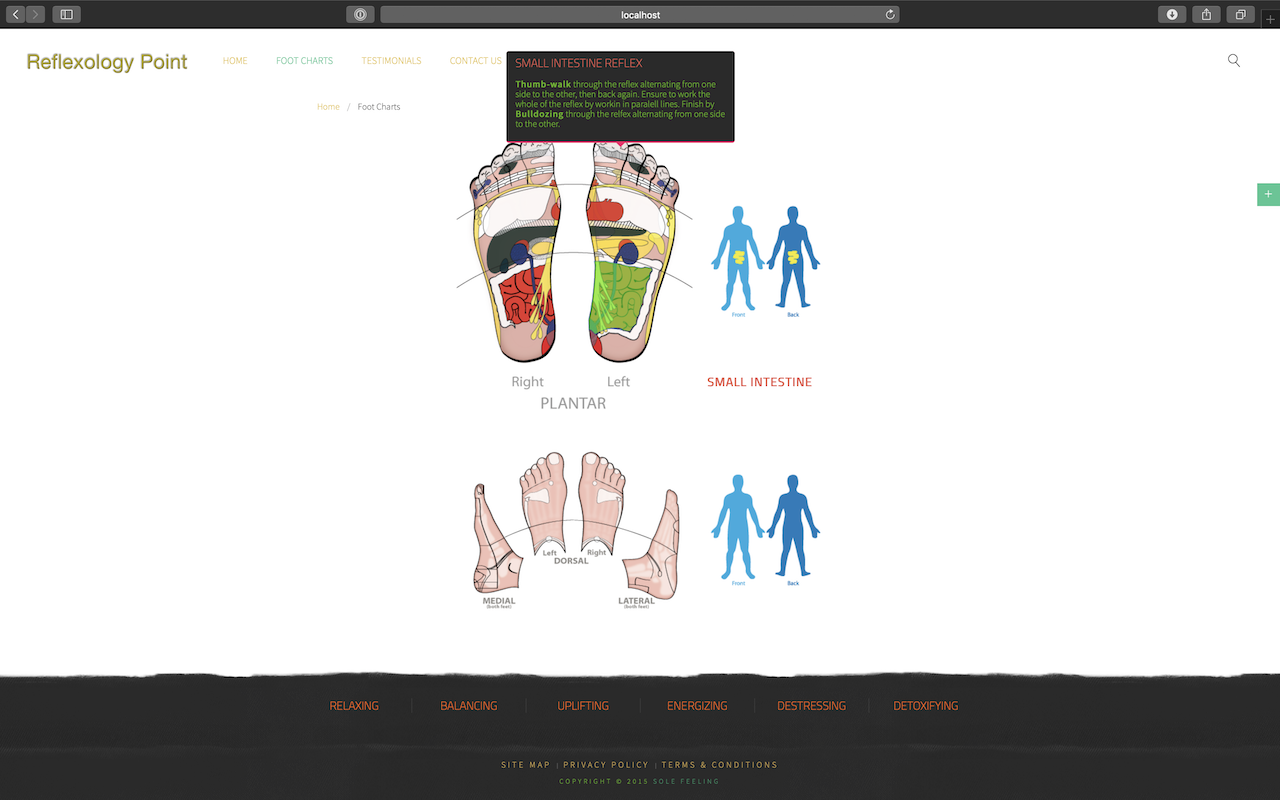 localhost
Reflexology Point
HOME
FOOT CHARTS
TESTIMONIALS
CONTACT US
SMALL INTESTINE REFLEX
Thumb-walk through the reflex alternating from one
side to the other, then back again. Ensure to work the
whole of the reflex by workin in paralell lines. Finish by
Bulldozing through the relfex alternating from one side
to the other.
Home / Foot Charts
Front
Back
Right
Left
PLANTAR
SMALL INTESTINE
Left
Right
DORSAL
MEDIAL
(both feet)
LATERAL
(both feet)
Front
Back
RELAXING
BALANCING
UPLIFTING
ENERGIZING
DESTRESSING
DETOXIFYING
SITE MAP | PRIVACY POLICY | TERMS & CONDITIONS
COPYRIGHT © 2015 SOLE FEELING